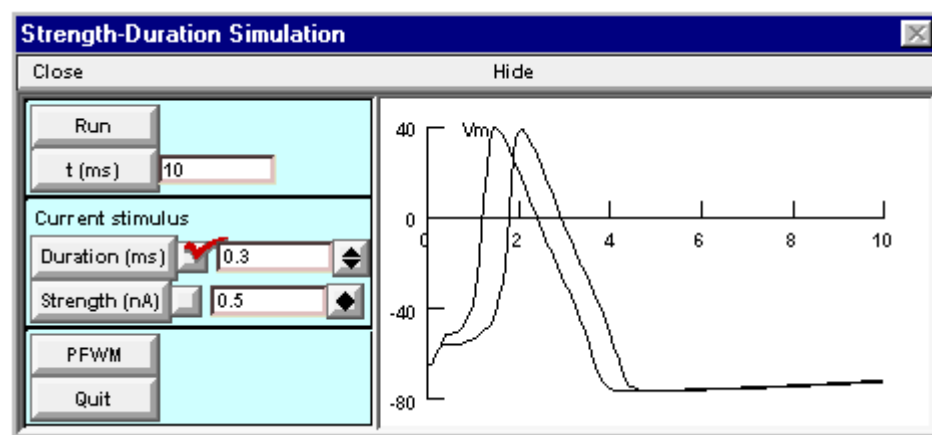 Strength-Duration Simulation
Close Hide
Run
t (ms) 10
Current stimulus
Duration (ms) 0.3
Strength (nA) 0.5
PFWM
Quit
40 Vm
0
0 2 4 6 8 10
-40
-80